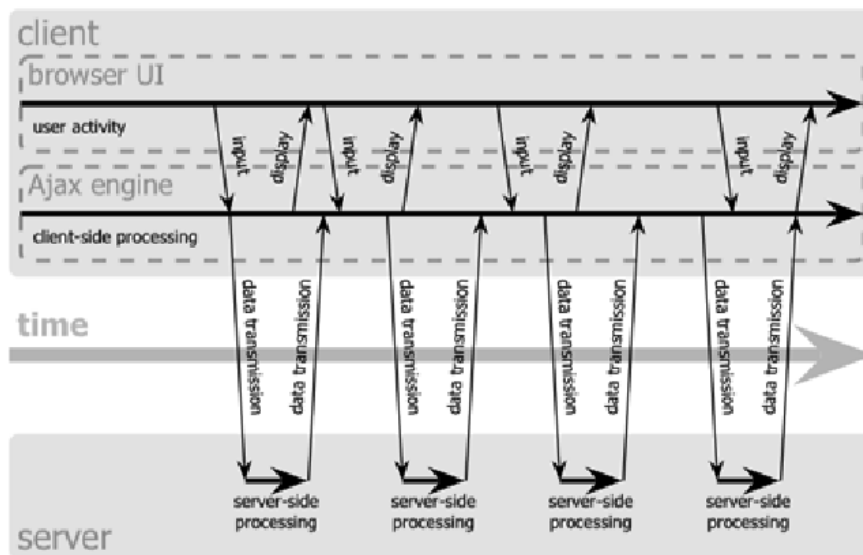 client
browser UI
user activity
input
display
input
display
input
display
input
display
Ajax engine
client-side processing
data transmission
data transmission
data transmission
data transmission
data transmission
data transmission
data transmission
data transmission
time
server-side
processing
server-side
processing
server-side
processing
server-side
processing
server